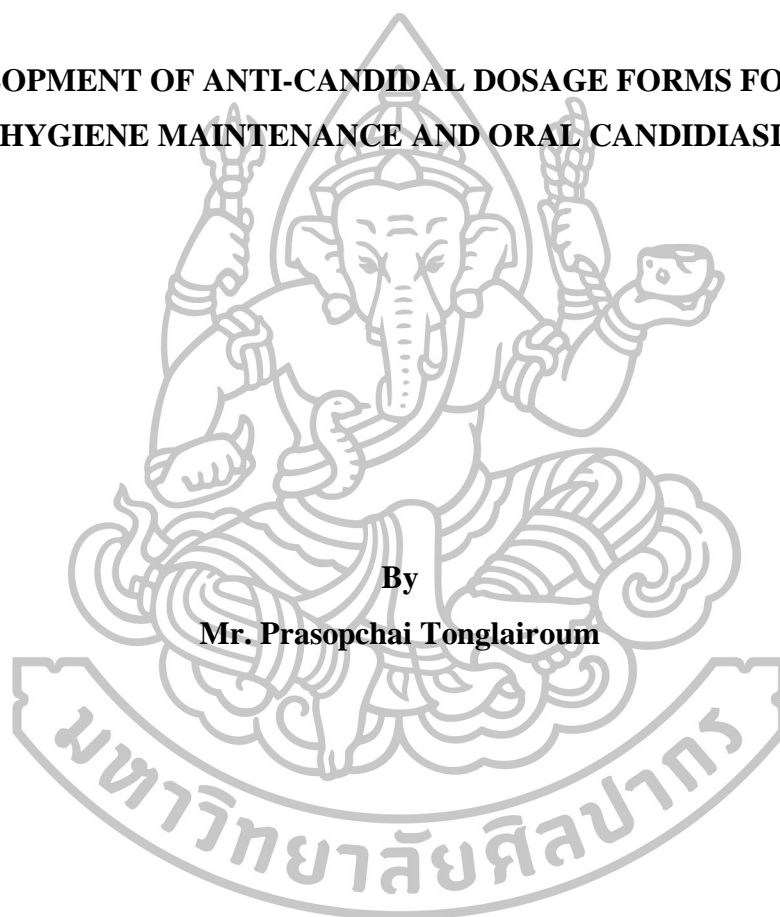 OPMENT OF ANTI-CANDIDAL DOSAGE FORMS FO
HYGIENE MAINTENANCE AND ORAL CANDIDIASI
By
Mr. Prasopchai Tonglairoum
มหาวิทยาลัยศิลปากร